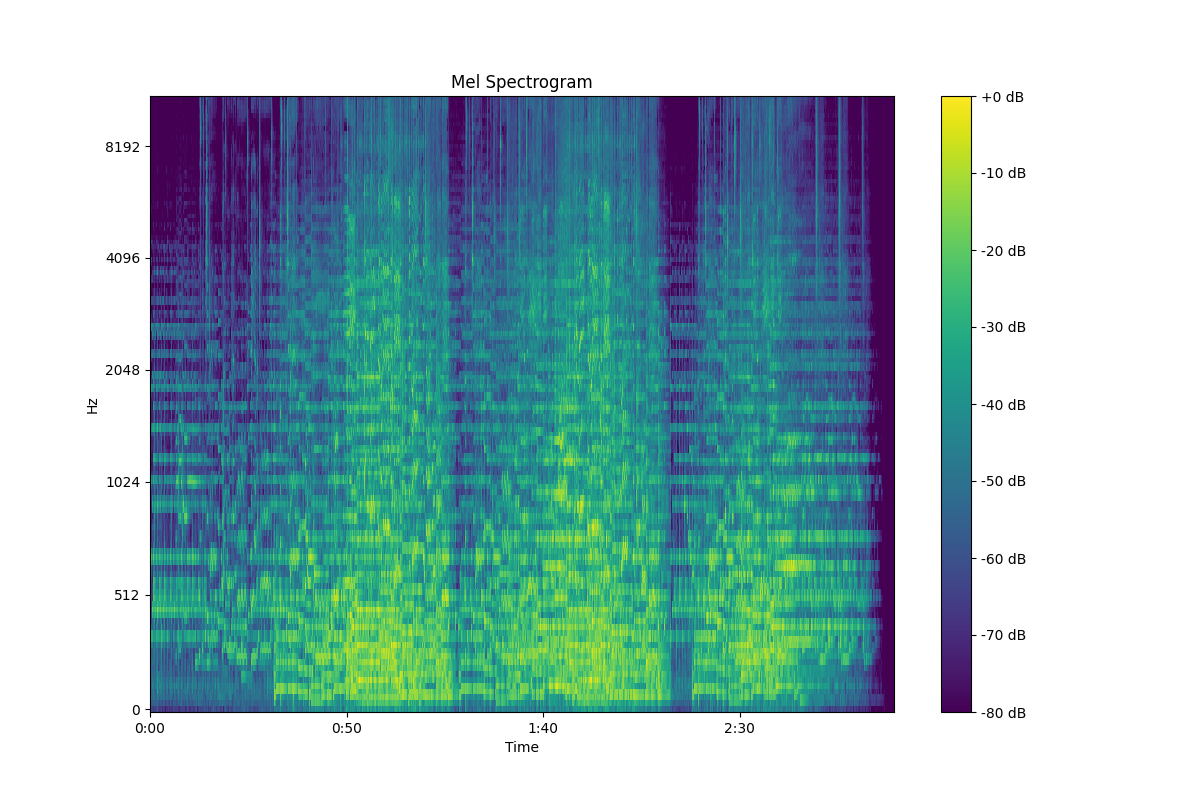 Mel Spectrogram
Hz
8192
4096
2048
1024
512
0
0:00
0:50
1:40
2:30
Time
+0 dB
-10 dB
-20 dB
-30 dB
-40 dB
-50 dB
-60 dB
-70 dB
-80 dB